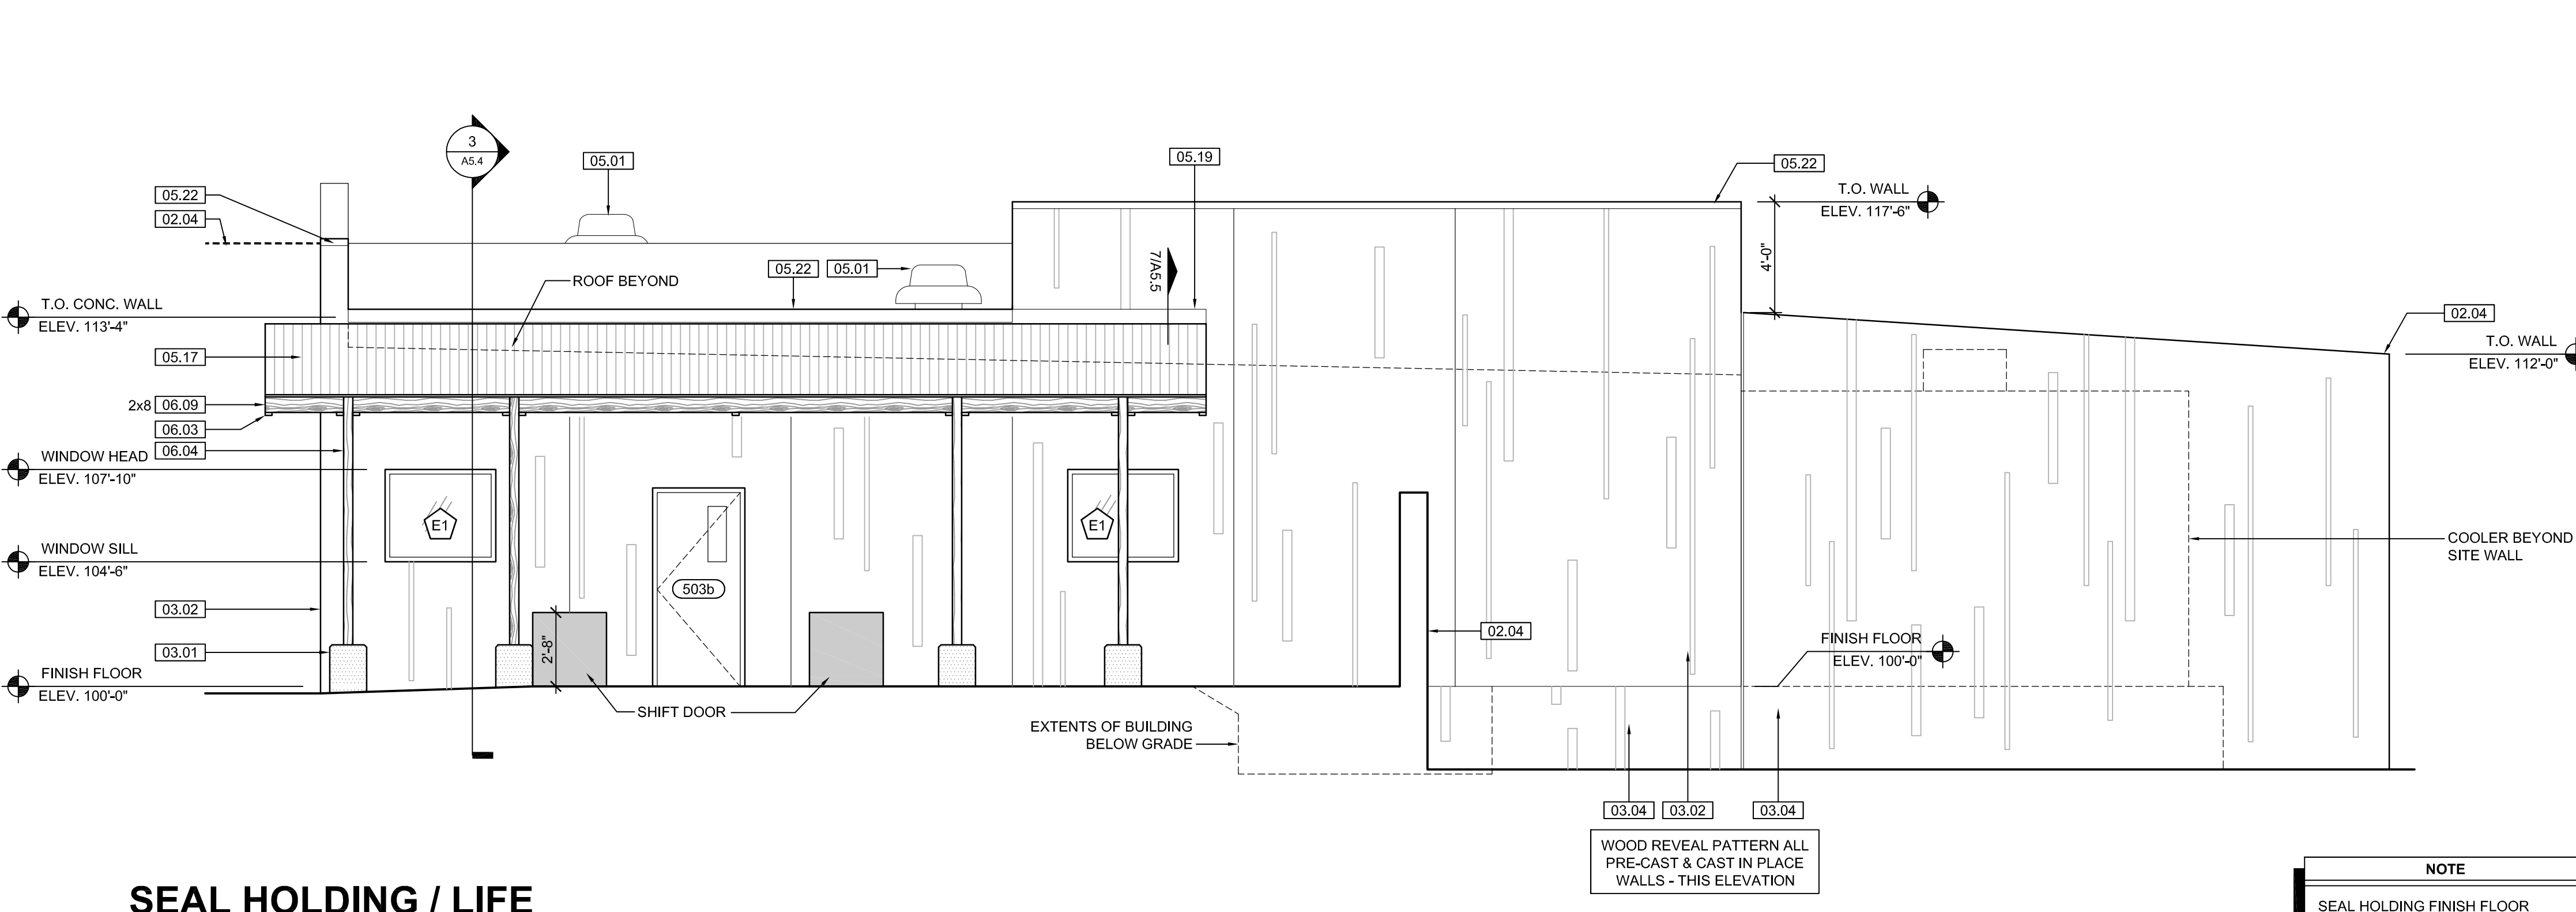 3
A5.4
05.01
05.19
05.22
T.O. WALL
ELEV. 117'-6"
05.22
02.04
4'-0"
7/A5.5
05.22
05.01
ROOF BEYOND
T.O. CONC. WALL
ELEV. 113'-4"
02.04
T.O. WALL
ELEV. 112'-0"
05.17
2x8
06.09
06.03
06.04
WINDOW HEAD
ELEV. 107'-10"
E1
E1
WINDOW SILL
ELEV. 104'-6"
COOLER BEYOND
SITE WALL
503b
03.02
02.04
2'-8"
03.01
FINISH FLOOR
ELEV. 100'-0"
FINISH FLOOR
ELEV. 100'-0"
SHIFT DOOR
EXTENTS OF BUILDING
BELOW GRADE
03.04
03.02
03.04
WOOD REVEAL PATTERN ALL
PRE-CAST & CAST IN PLACE
WALLS - THIS ELEVATION
NOTE
SEAL HOLDING / LIFE
SEAL HOLDING FINISH FLOOR